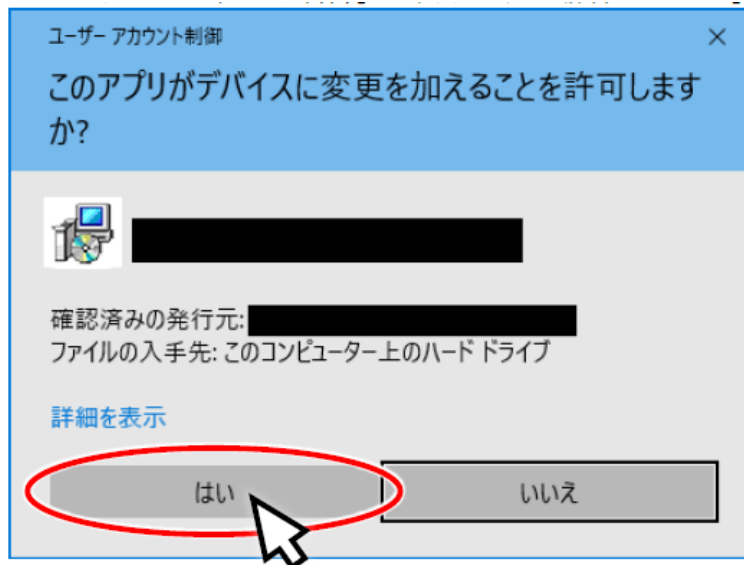 ユーザー アカウント制御
このアプリがデバイスに変更を加えることを許可します
か?
確認済みの発行元:
ファイルの入手先: このコンピューター上のハード ドライブ
詳細を表示
はい
いいえ